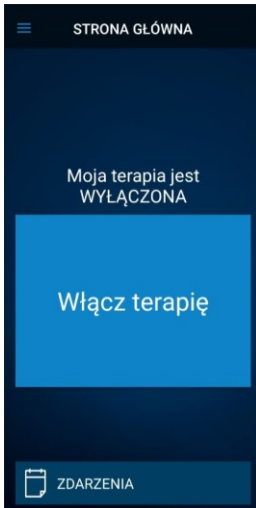 STRONA GŁÓWNA
Moja terapia jest
WYŁĄCZONA
Włącz terapię
ZDARZENIA